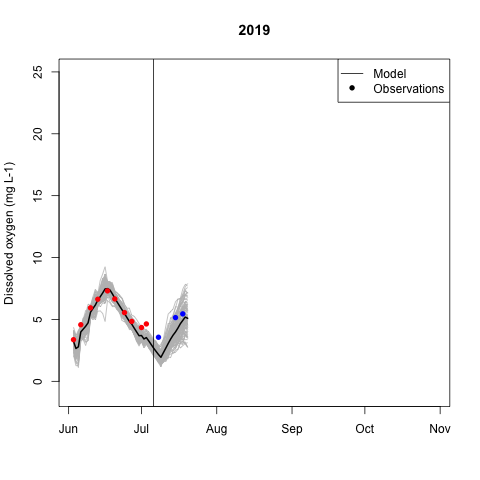 2019
Dissolved oxygen (mg L-1)
25
20
15
10
5
0
Model
Observations
Jun Jul Aug Sep Oct Nov